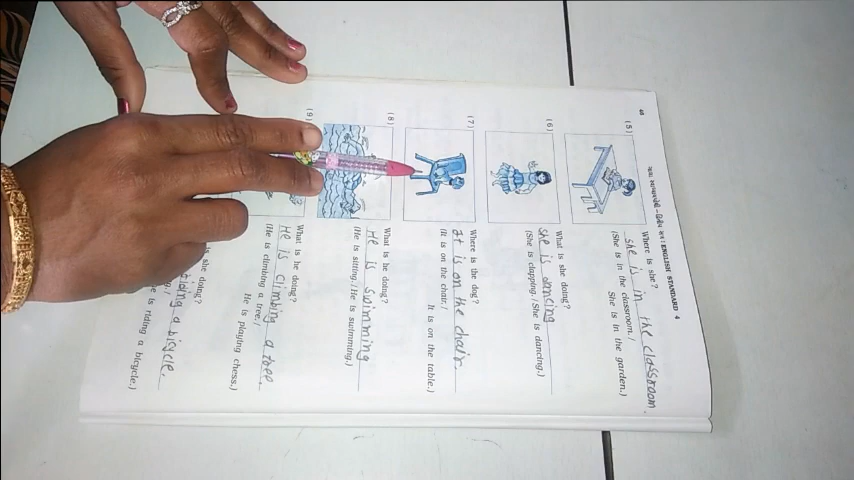 48
ENGLISH STANDARD 4
(5)
Where is she?
she is in the classroom.
(She is in the classroom. /
She is in the garden.)
(6)
What is she doing?
she is dancing
(She is clapping. / She is dancing.)
(7)
Where is the dog?
It is on the chair.
(It is on the chair. /
It is on the table.)
(8)
What is he doing?
He is swimming
(He is sitting. / He is swimming.)
(9)
What is he doing?
He is climbing a tree.
(He is climbing a tree. /
He is playing chess.)
she doing?
riding a bicycle.
is riding a bicycle.)